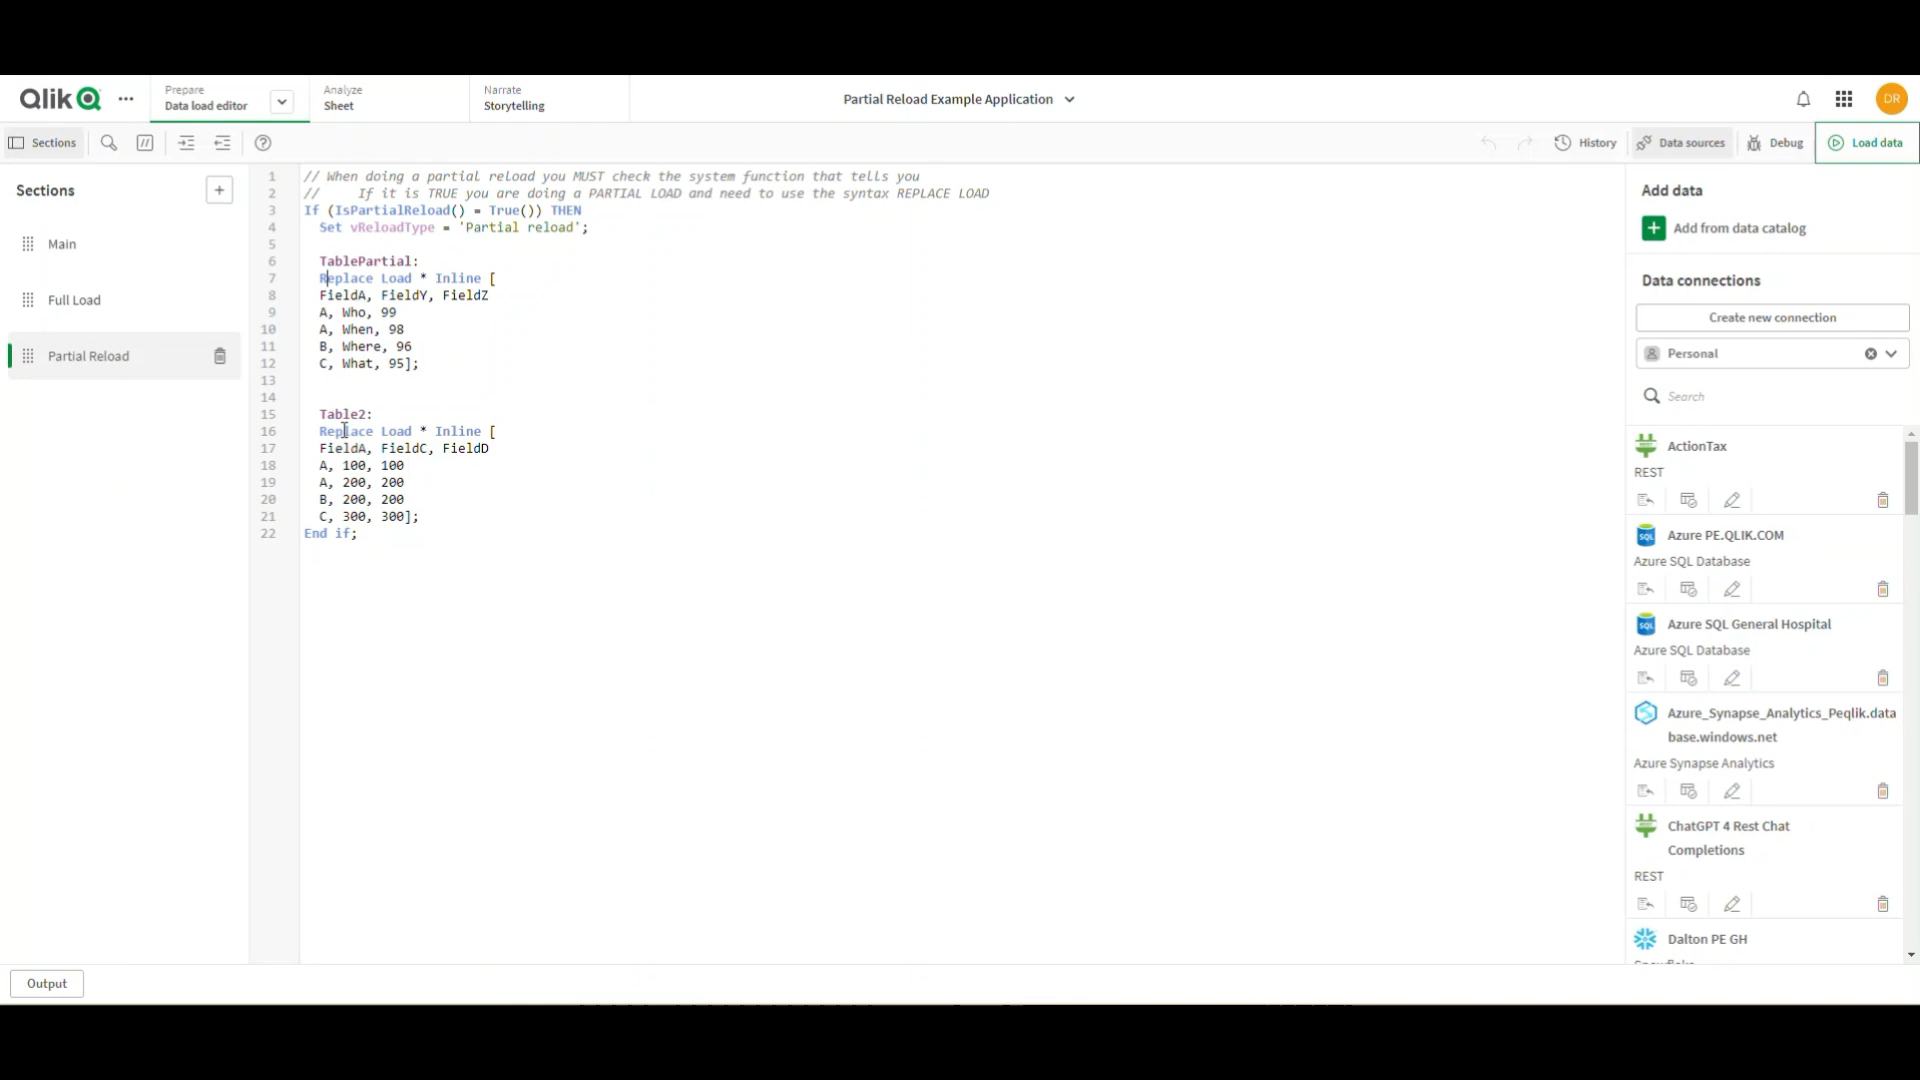 Qlik
Prepare
Data load editor
Analyze
Sheet
Narrate
Storytelling
Partial Reload Example Application
DR
Sections
History
Data sources
Debug
Load data
Sections
Main
Full Load
Partial Reload
1 // When doing a partial reload you MUST check the system function that tells you
2 //     If it is TRUE you are doing a PARTIAL LOAD and need to use the syntax REPLACE LOAD
3 If (IsPartialReload() = True()) THEN
4   Set vReloadType = 'Partial reload';
5
6   TablePartial:
7   Replace Load * Inline [
8   FieldA, FieldY, FieldZ
9   A, Who, 99
10   A, When, 98
11   B, Where, 96
12   C, What, 95];
13
14
15   Table2:
16   Replace Load * Inline [
17   FieldA, FieldC, FieldD
18   A, 100, 100
19   A, 200, 200
20   B, 200, 200
21   C, 300, 300];
22 End if;
Add data
Add from data catalog
Data connections
Create new connection
Personal
Search
ActionTax
REST
SQL
Azure PE.QLIK.COM
Azure SQL Database
SQL
Azure SQL General Hospital
Azure SQL Database
Azure_Synapse_Analytics_Peqlik.data
base.windows.net
Azure Synapse Analytics
ChatGPT 4 Rest Chat
Completions
REST
Dalton PE GH
Output